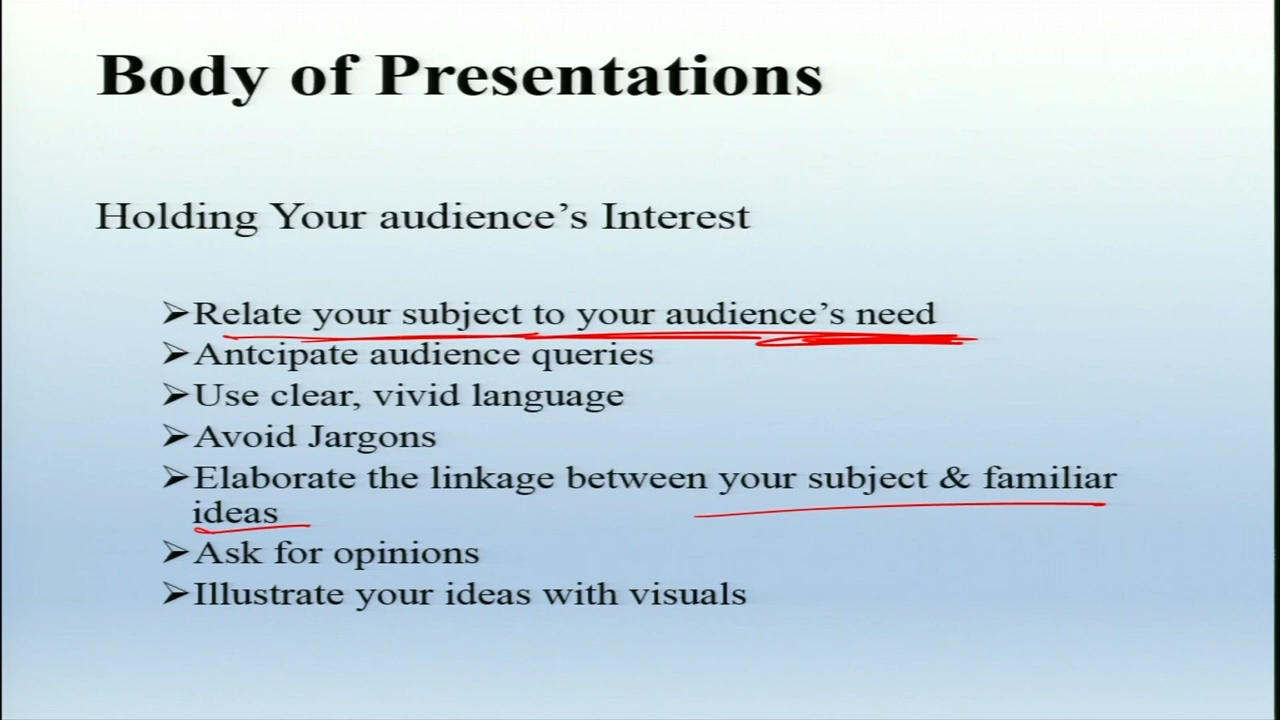 Body of Presentations
Holding Your audience’s Interest
➢Relate your subject to your audience’s need
➢Antcipate audience queries
➢Use clear, vivid language
➢Avoid Jargons
➢Elaborate the linkage between your subject & familiar
ideas
➢Ask for opinions
➢Illustrate your ideas with visuals